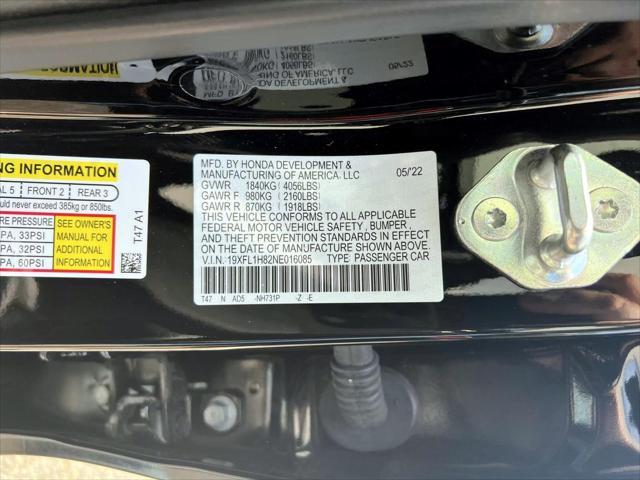 NG INFORMATION
AL 5 FRONT 2 REAR 3
ould never exceed 385kg or 850lbs.
RE PRESSURE
PA, 33PSI
PA, 32PSI
PA, 60PSI
SEE OWNER'S
MANUAL FOR
ADDITIONAL
INFORMATION
T47 A1
MFD. BY HONDA DEVELOPMENT & 05/'22
MANUFACTURING OF AMERICA. LLC
GVWR 1840KG(4056LBS)
GAWR F 980KG (2160LBS)
GAWR R 870KG (1918LBS)
THIS VEHICLE CONFORMS TO ALL APPLICABLE
FEDERAL MOTOR VEHICLE SAFETY , BUMPER,
AND THEFT PREVENTION STANDARDS IN EFFECT
ON THE DATE OF MANUFACTURE SHOWN ABOVE.
V.I.N: 19XFL1H82NE016085 TYPE: PASSENGER CAR
T47 N AD5 -NH731P -Z -E